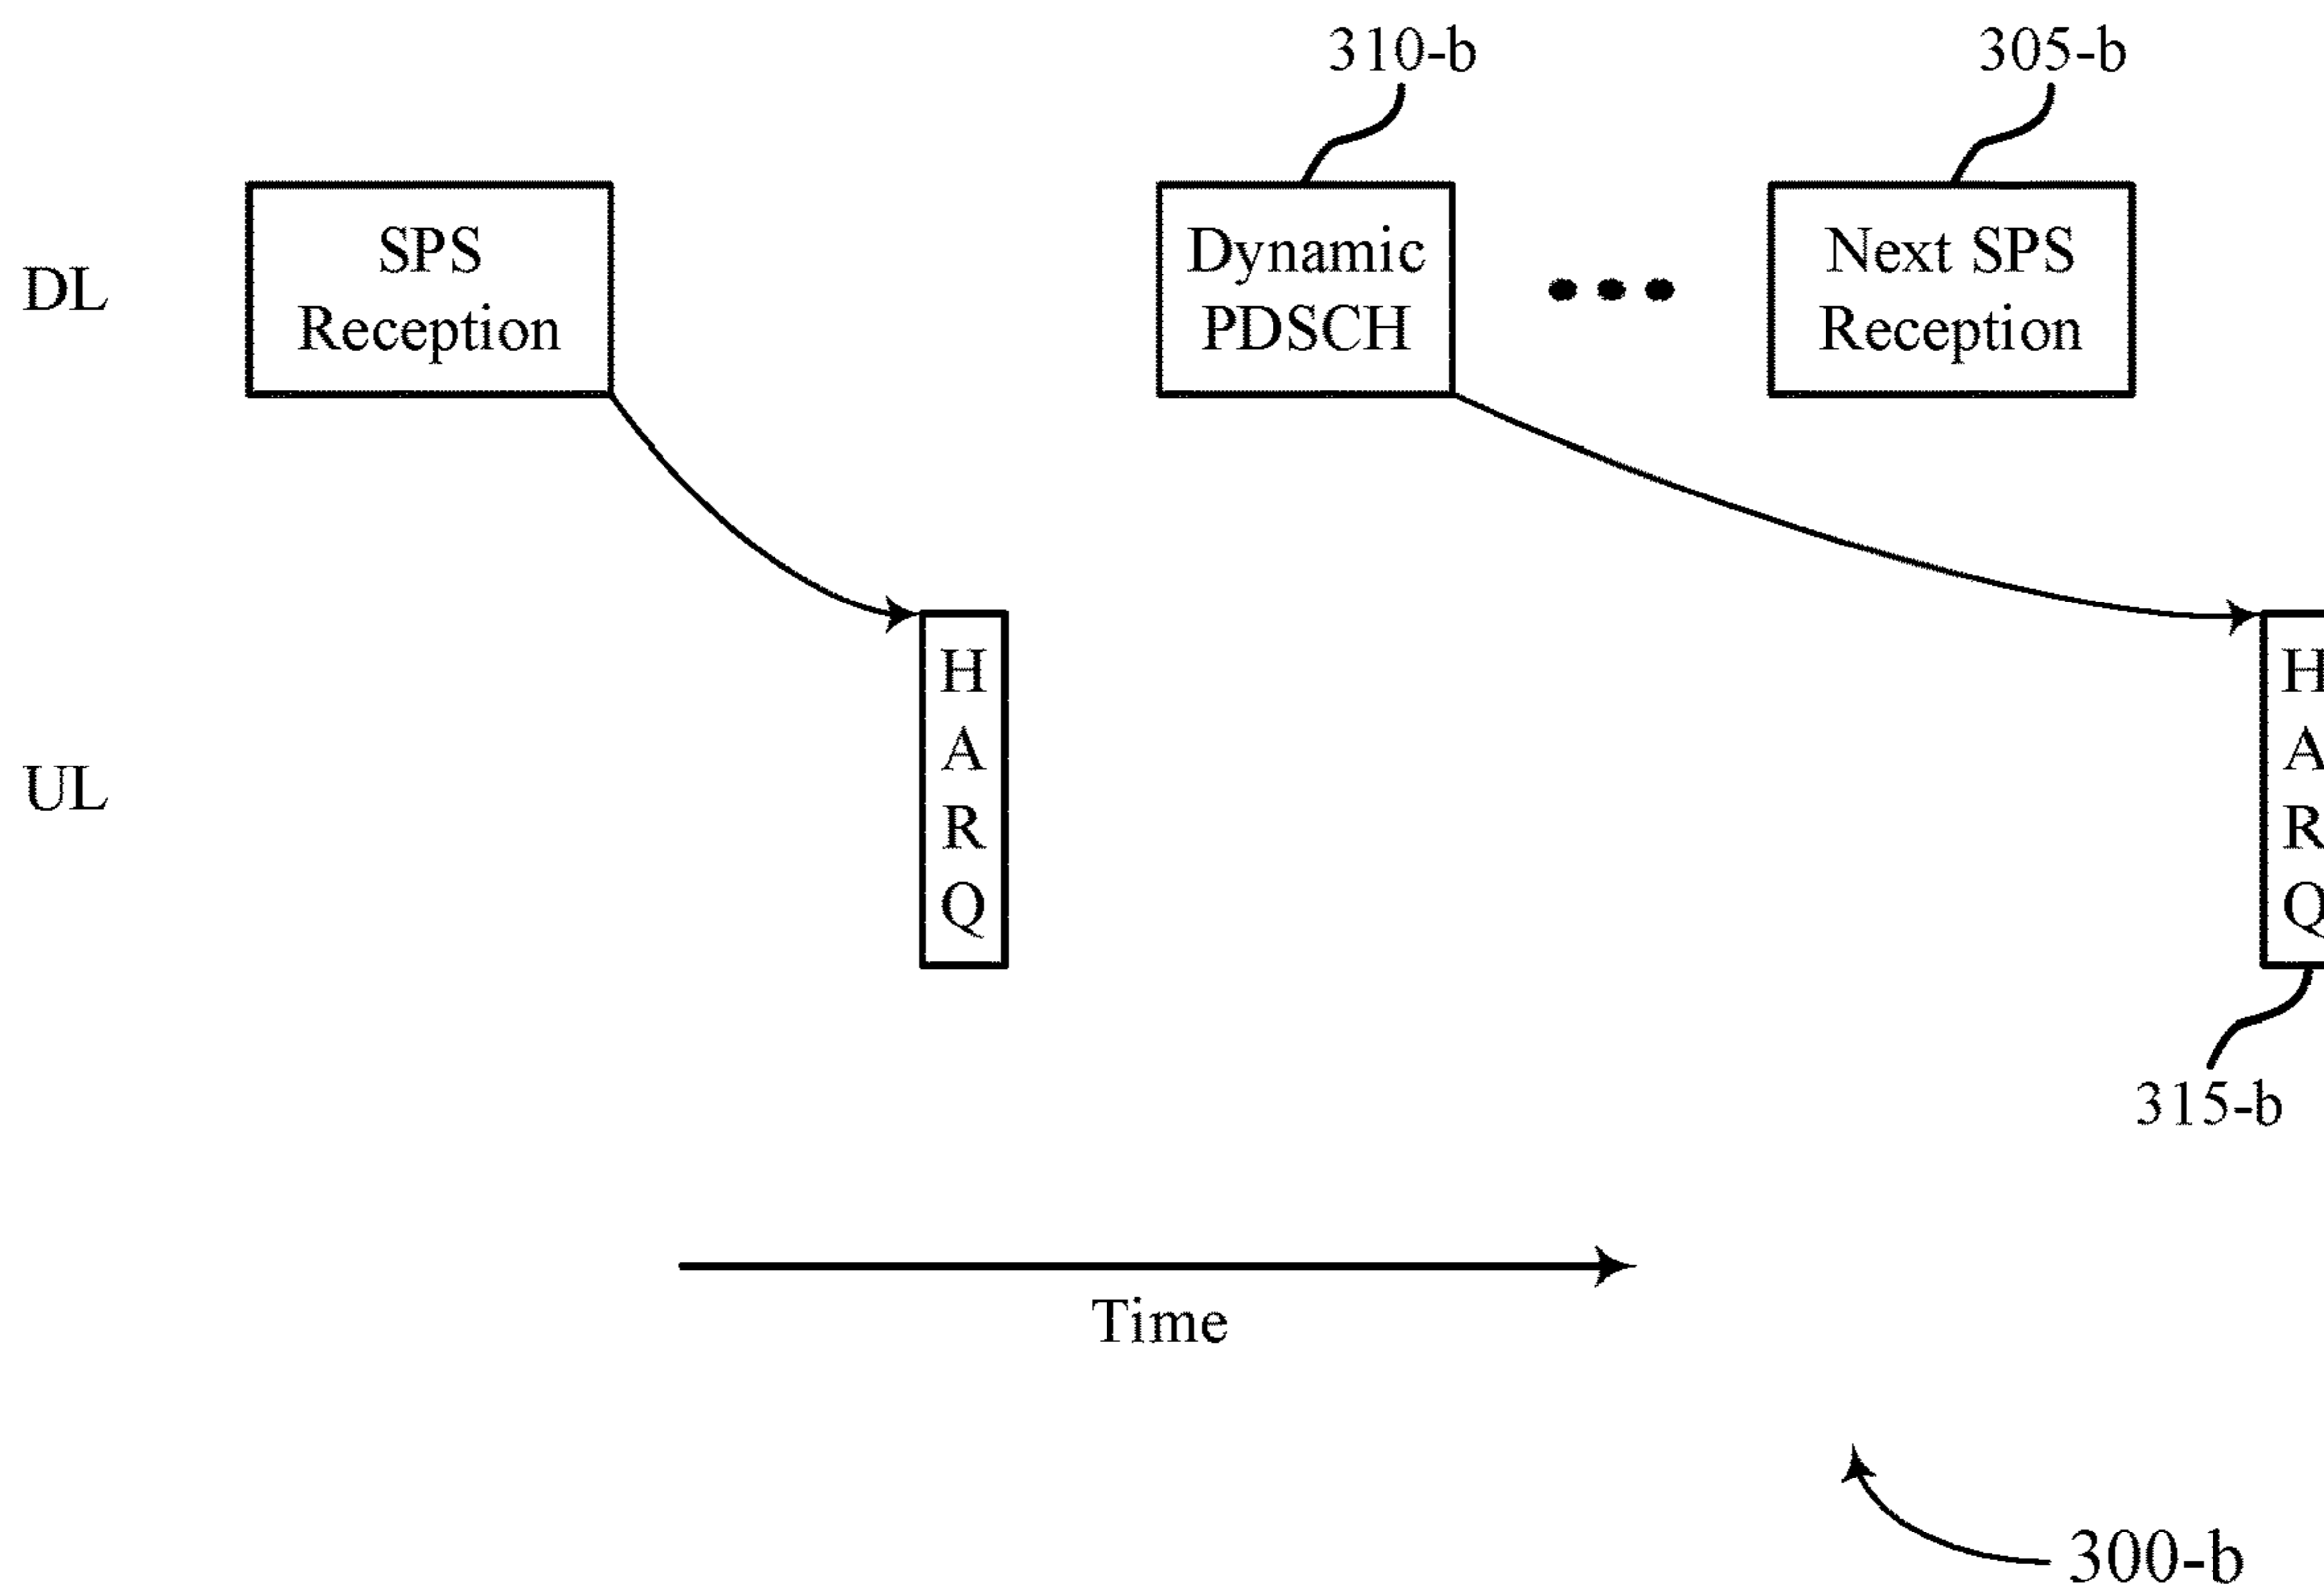 310-b
305-b
DL
SPS
Reception
Dynamic
PDSCH
Next SPS
Reception
UL
H
A
R
Q
H
A
R
Q
315-b
Time
300-b